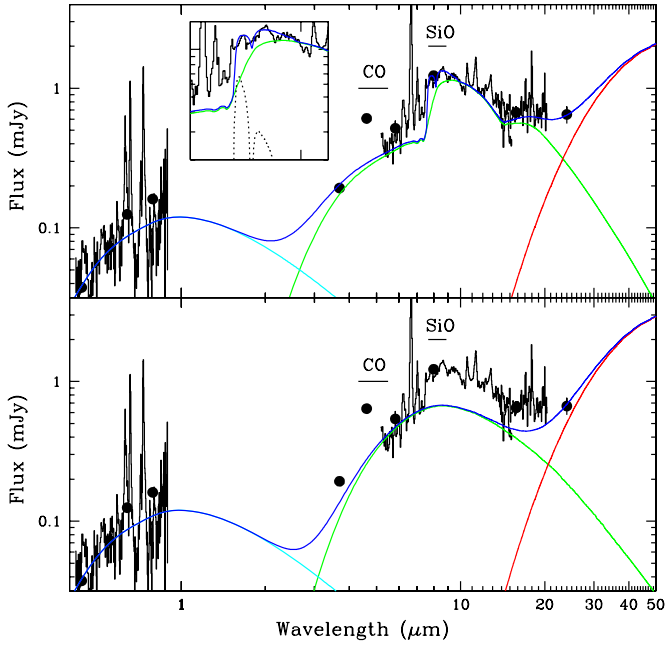 SiO
CO
1
0.1
Flux (mJy)
SiO
CO
1
0.1
Flux (mJy)
1
10
20
30
40
50
Wavelength (μm)